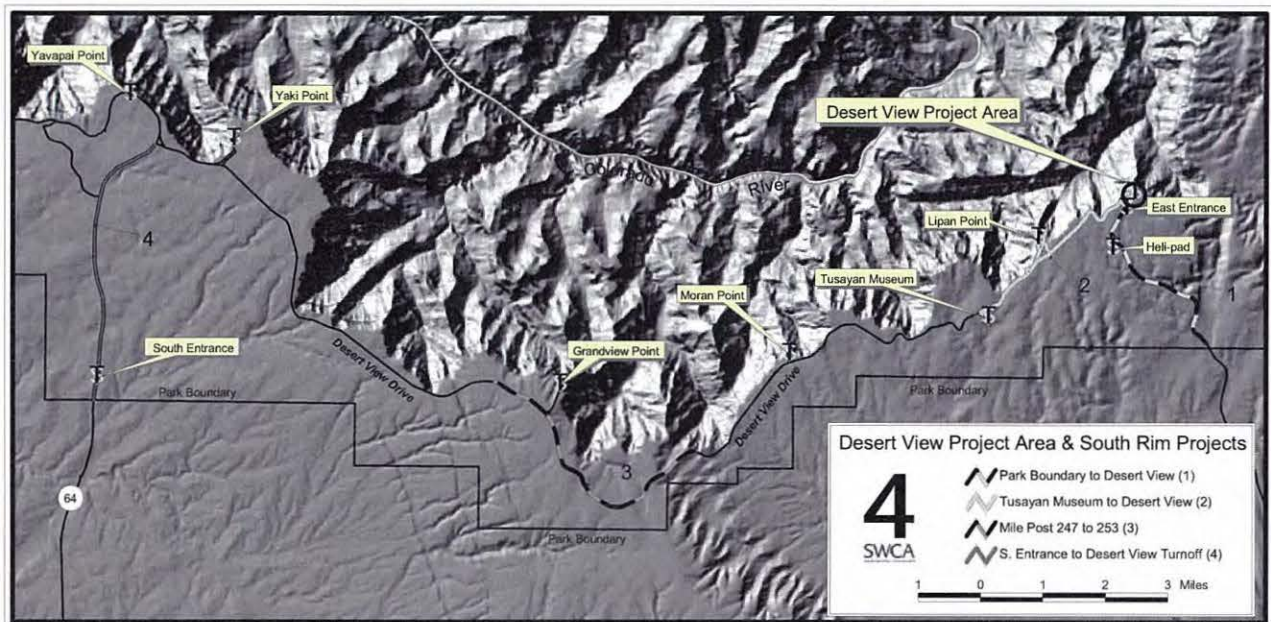 Yavapai Point
Yaki Point
Desert View Project Area
Colorado River
East Entrance
Lipan Point
4
Heli-pad
Tusayan Museum
2
1
Moran Point
South Entrance
Grandview Point
Desert View Drive
Desert View Drive
Park Boundary
Park Boundary
3
64
Park Boundary
Desert View Project Area & South Rim Projects
4
SWCA
Park Boundary to Desert View (1)
Tusayan Museum to Desert View (2)
Mile Post 247 to 253 (3)
S. Entrance to Desert View Turnoff (4)
1 0 1 2 3 Miles